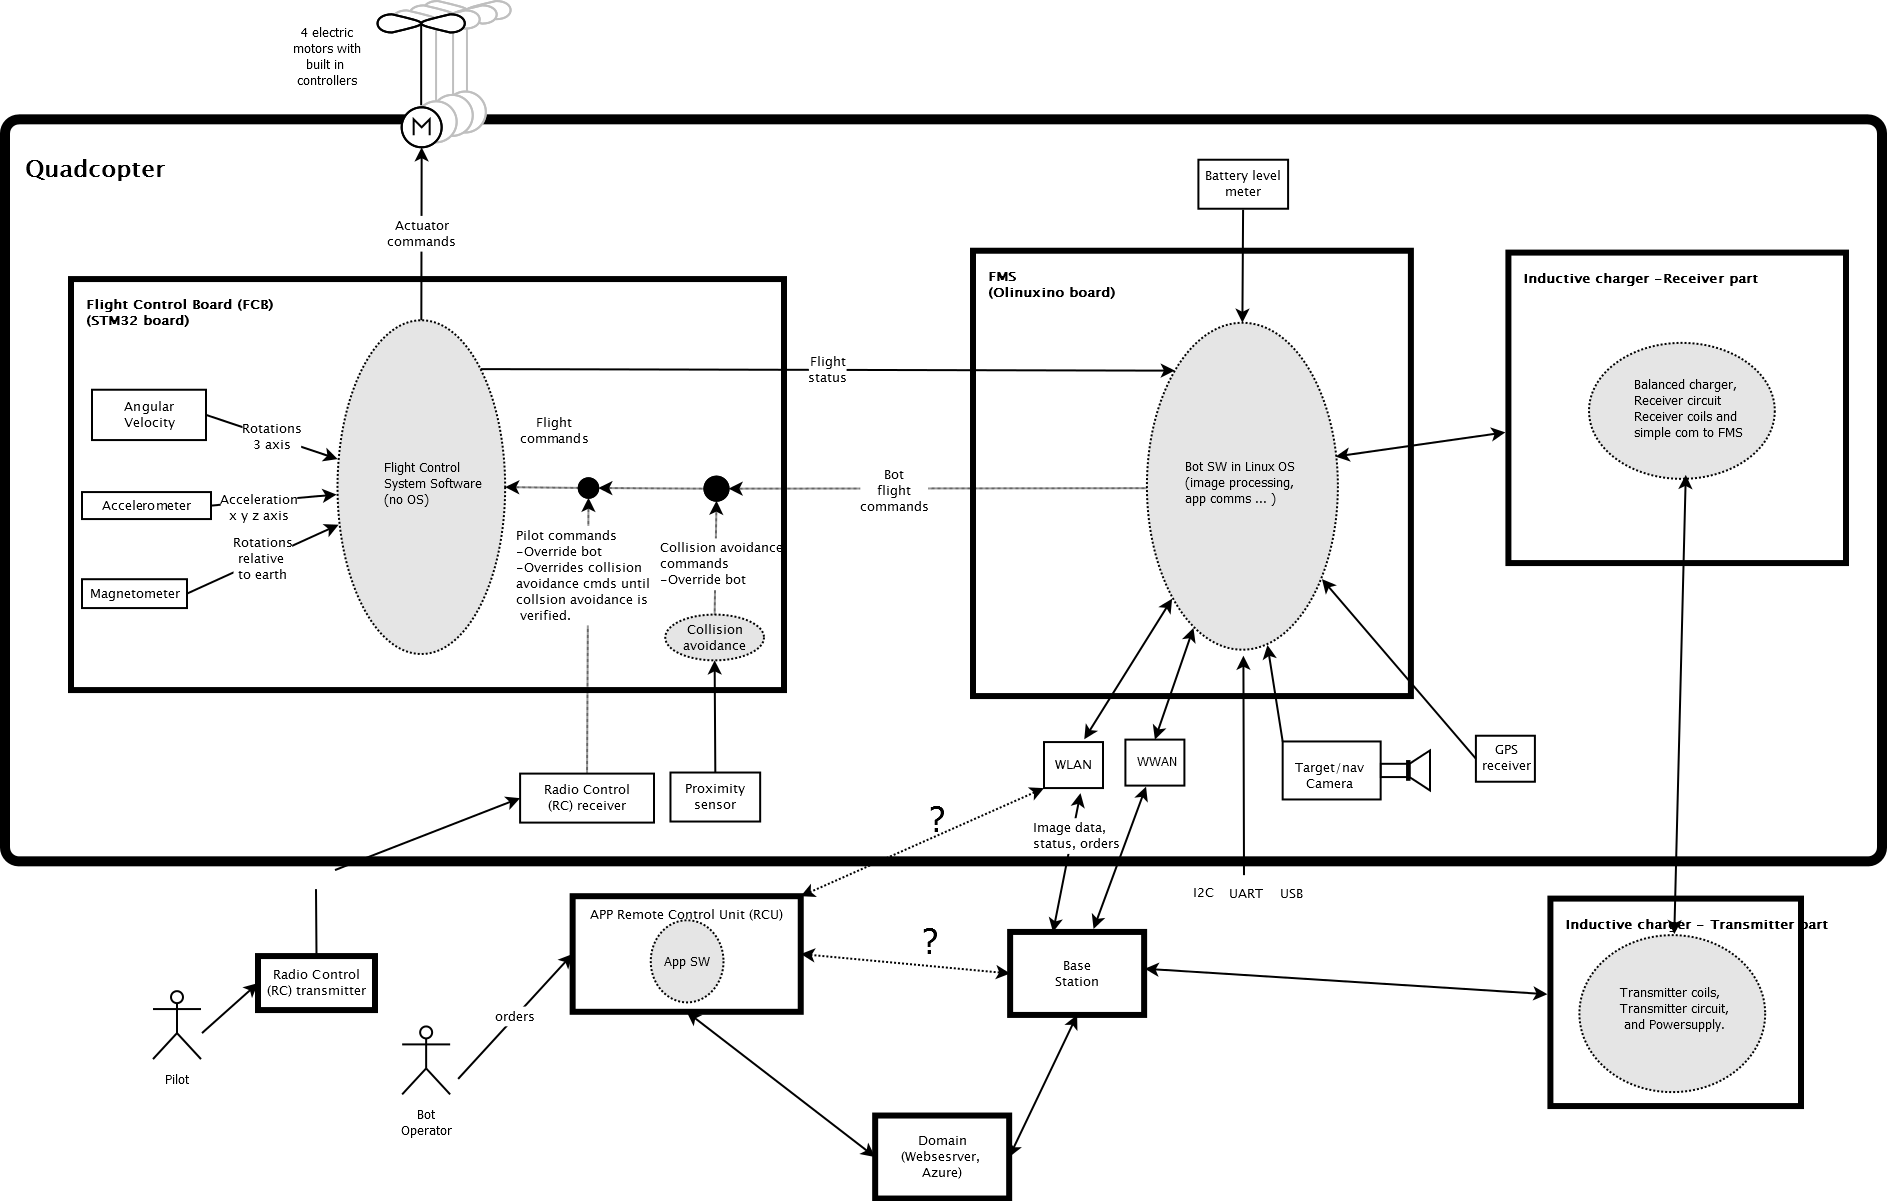 4 electric
motors with
built in
controllers
M
Quadcopter
Battery level
meter
Actuator
commands
Flight Control Board (FCB)
(STM32 board)
FMS
(Olinuxino board)
Inductive charger -Receiver part
Flight
status
Angular
Velocity
Rotations
3 axis
Flight
commands
Balanced charger,
Receiver circuit
Receiver coils and
simple com to FMS
Flight Control
System Software
(no OS)
Bot
flight
commands
Bot SW in Linux OS
(image processing,
app comms ... )
Accelerometer
Acceleration
x y z axis
Rotations
relative
to earth
Magnetometer
Pilot commands
-Override bot
-Overrides collision
avoidance cmds until
collsion avoidance is
verified.
Collision avoidance
commands
-Override bot
Collision
avoidance
Radio Control
(RC) receiver
Proximity
sensor
WLAN
WWAN
Target/nav
Camera
GPS
receiver
?
Image data,
status, orders
I2C UART USB
APP Remote Control Unit (RCU)
App SW
?
Base
Station
Inductive charger - Transmitter part
Transmitter coils,
Transmitter circuit,
and Powersupply.
Radio Control
(RC) transmitter
orders
Pilot
Bot
Operator
Domain
(Websesrver,
Azure)